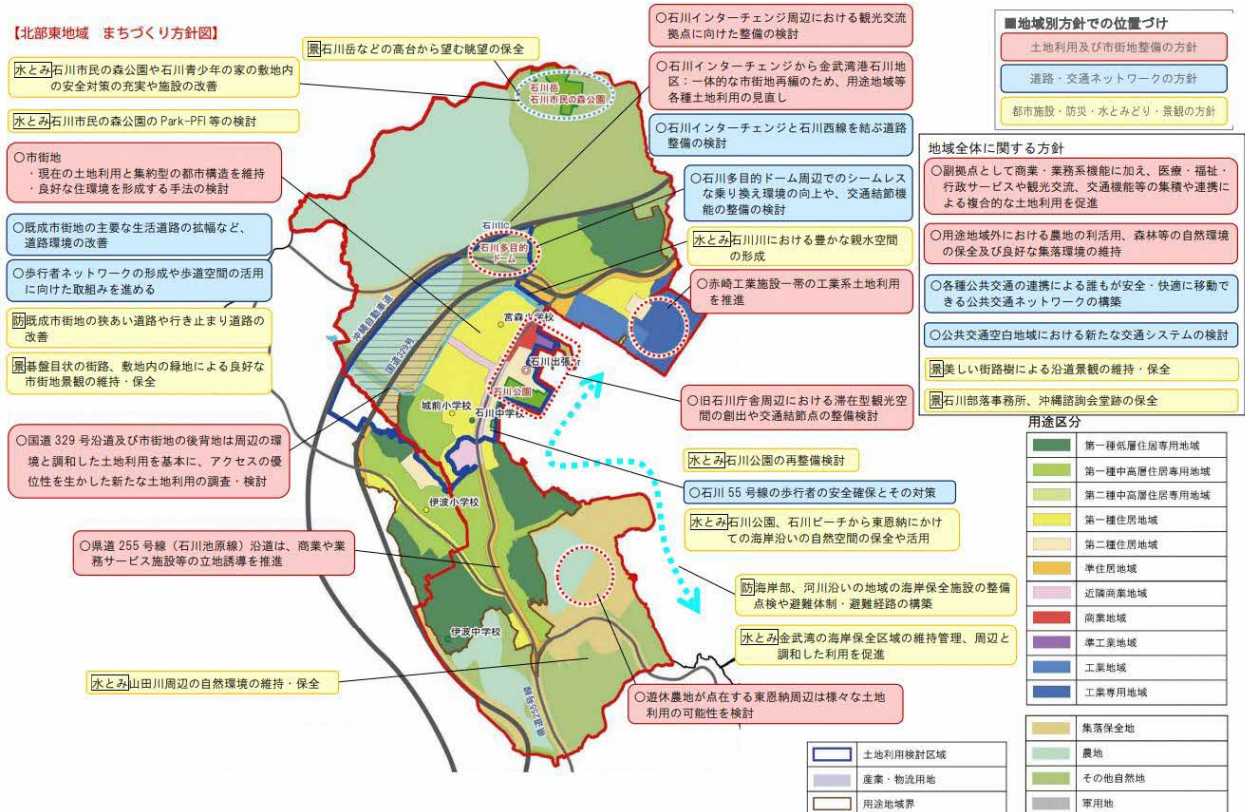 【北部東地域 まちづくり方針図】
景石川岳などの高台から望む眺望の保全
水とみ石川市民の森公園や石川青少年の家の敷地内
の安全対策の充実や施設の改善
水とみ石川市民の森公園の Park-PFI 等の検討
○市街地
・現在の土地利用と集約型の都市構造を維持
・良好な住環境を形成する手法の検討
○既成市街地の主要な生活道路の拡幅など、
道路環境の改善
○歩行者ネットワークの形成や歩道空間の活用
に向けた取組みを進める
防既成市街地の狭あい道路や行き止まり道路の
改善
景碁盤目状の街路、敷地内の緑地による良好な
市街地景観の維持・保全
○国道 329 号沿道及び市街地の後背地は周辺の環
境と調和した土地利用を基本に、アクセスの優
位性を生かした新たな土地利用の調査・検討
○県道 255 号線（石川池原線）沿道は、商業や業
務サービス施設等の立地誘導を推進
水とみ山田川周辺の自然環境の維持・保全
石川岳
石川市民の森公園
石川IC
石川多目的
ドーム
沖縄自動車道
国道329号
宮森小学校
石川出張
石川公園
城前小学校
石川中学校
伊波小学校
伊波中学校
県道255号線
○石川インターチェンジ周辺における観光交流
拠点に向けた整備の検討
○石川インターチェンジから金武湾港石川地
区：一体的な市街地再編のため、用途地域等
各種土地利用の見直し
○石川インターチェンジと石川西線を結ぶ道路
整備の検討
○石川多目的ドーム周辺でのシームレス
な乗り換え環境の向上や、交通結節機
能の整備の検討
水とみ石川川における豊かな親水空間
の形成
○赤崎工業施設一帯の工業系土地利用
を推進
○旧石川庁舎周辺における滞在型観光空
間の創出や交通結節点の整備検討
水とみ石川公園の再整備検討
○石川 55 号線の歩行者の安全確保とその対策
水とみ石川公園、石川ビーチから東恩納にかけ
ての海岸沿いの自然空間の保全や活用
防海岸部、河川沿いの地域の海岸保全施設の整備
点検や避難体制・避難経路の構築
水とみ金武湾の海岸保全区域の維持管理、周辺と
調和した利用を促進
○遊休農地が点在する東恩納周辺は様々な土地
利用の可能性を検討
■地域別方針での位置づけ
土地利用及び市街地整備の方針
道路・交通ネットワークの方針
都市施設・防災・水とみどり・景観の方針
地域全体に関する方針
○副拠点として商業・業務系機能に加え、医療・福祉・
行政サービスや観光交流、交通機能等の集積や連携に
よる複合的な土地利用を促進
○用途地域外における農地の利活用、森林等の自然環境
の保全及び良好な集落環境の維持
○各種公共交通の連携による誰もが安全・快適に移動で
きる公共交通ネットワークの構築
○公共交通空白地域における新たな交通システムの検討
景美しい街路樹による沿道景観の維持・保全
景石川部落事務所、沖縄諮詢会堂跡の保全
用途区分
第一種低層住居専用地域
第一種中高層住居専用地域
第二種中高層住居専用地域
第一種住居地域
第二種住居地域
準住居地域
近隣商業地域
商業地域
準工業地域
工業地域
工業専用地域
集落保全地
農地
その他自然地
軍用地
土地利用検討区域
産業・物流用地
用途地域界